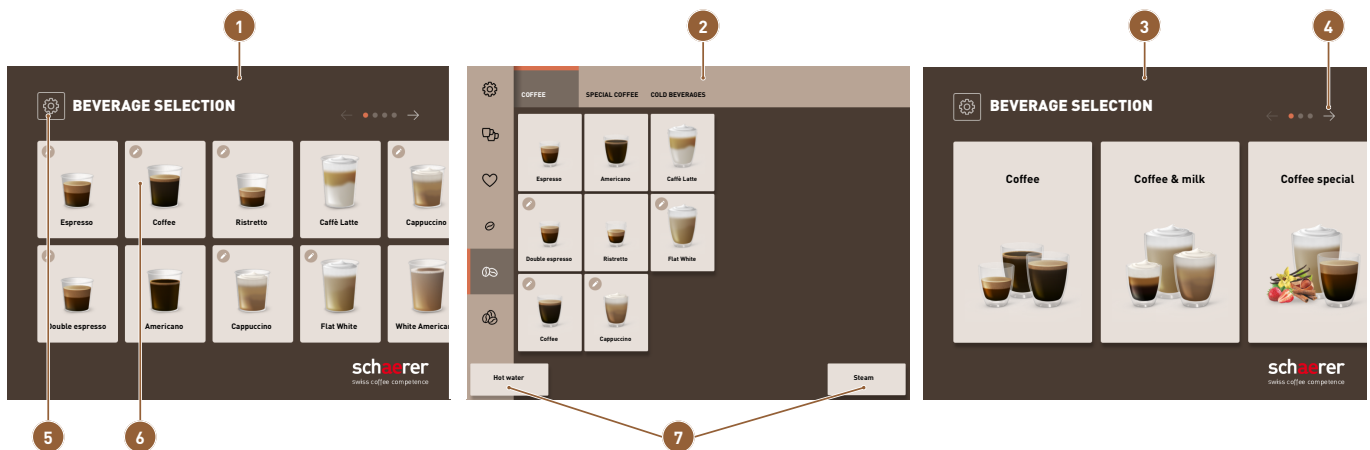 1
2
3
4
BEVERAGE SELECTION
Espresso
Coffee
Ristretto
Caffè Latte
Cappuccino
Double espresso
Americano
Cappuccino
Flat White
White American
schaerer
swiss coffee competence
COFFEE
SPECIAL COFFEE
COLD BEVERAGES
Espresso
Americano
Caffè Latte
Double espresso
Ristretto
Flat White
Coffee
Cappuccino
Hot water
Steam
BEVERAGE SELECTION
Coffee
Coffee & milk
Coffee special
schaerer
swiss coffee competence
5
6
7